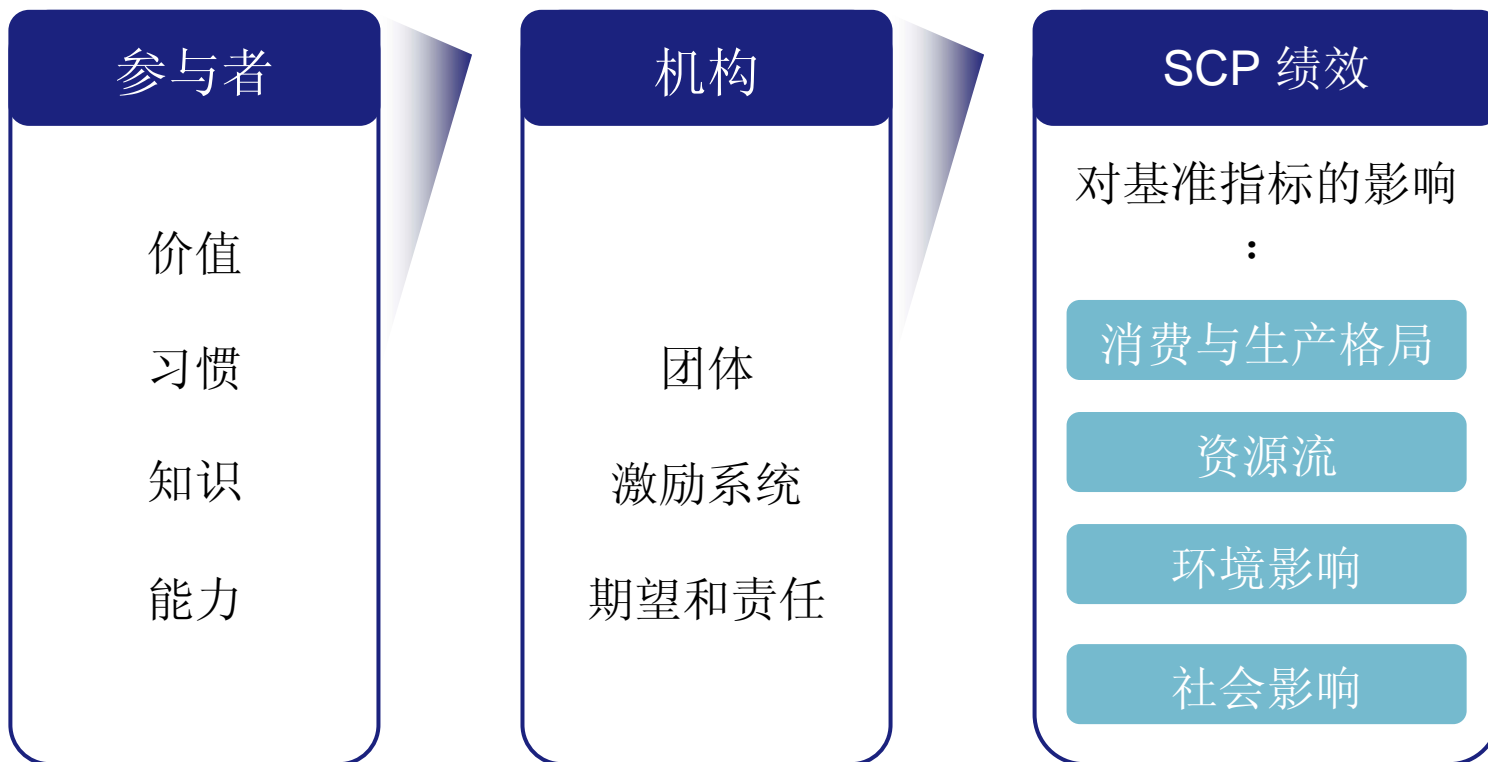 参与者
价值
习惯
知识
能力
机构
团体
激励系统
期望和责任
SCP 绩效
对基准指标的影响
：
消费与生产格局
资源流
环境影响
社会影响